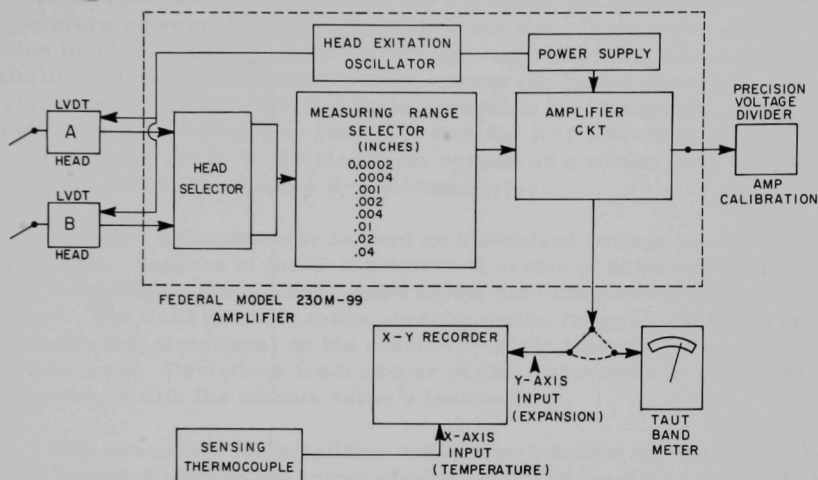 HEAD EXITATION
OSCILLATOR
POWER SUPPLY
LVDT
A
HEAD
LVDT
B
HEAD
HEAD
SELECTOR
MEASURING RANGE
SELECTOR
(INCHES)
0.0002
.0004
.001
.002
.004
.01
.02
.04
AMPLIFIER
CKT
PRECISION
VOLTAGE
DIVIDER
AMP
CALIBRATION
FEDERAL MODEL 230M-99
AMPLIFIER
X-Y RECORDER
Y-AXIS
INPUT
(EXPANSION)
TAUT
BAND
METER
SENSING
THERMOCOUPLE
X-AXIS
INPUT
(TEMPERATURE)